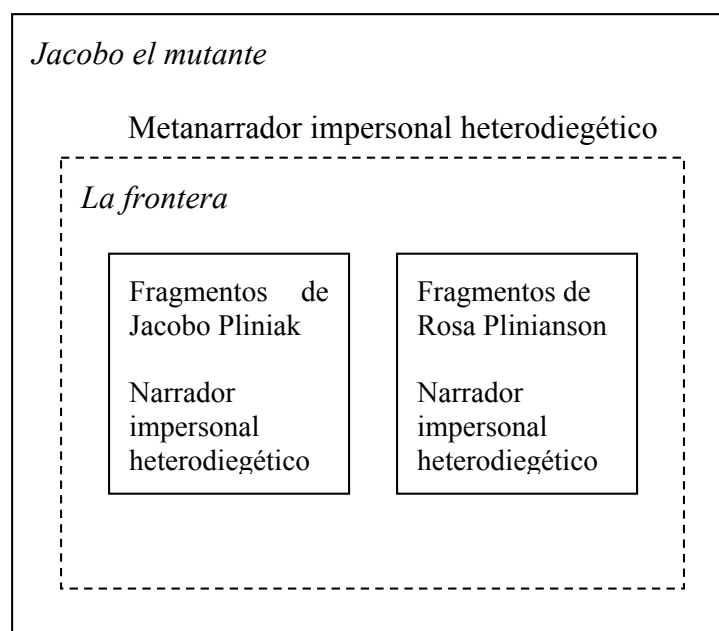 Jacobo el mutante
Metanarrador impersonal heterodiegético
La frontera
Fragmentos de
Jacobo Pliniak
Narrador
impersonal
heterodiegético
Fragmentos de
Rosa Plinianson
Narrador
impersonal
heterodiegético